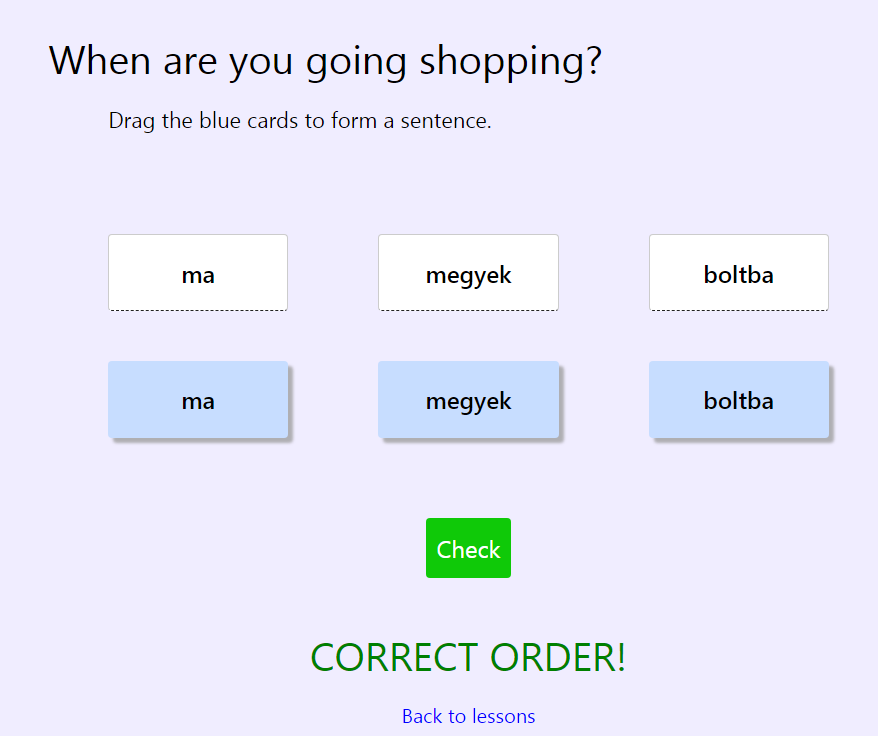 When are you going shopping?
Drag the blue cards to form a sentence.
ma megyek boltba
ma megyek boltba
Check
CORRECT ORDER!
Back to lessons